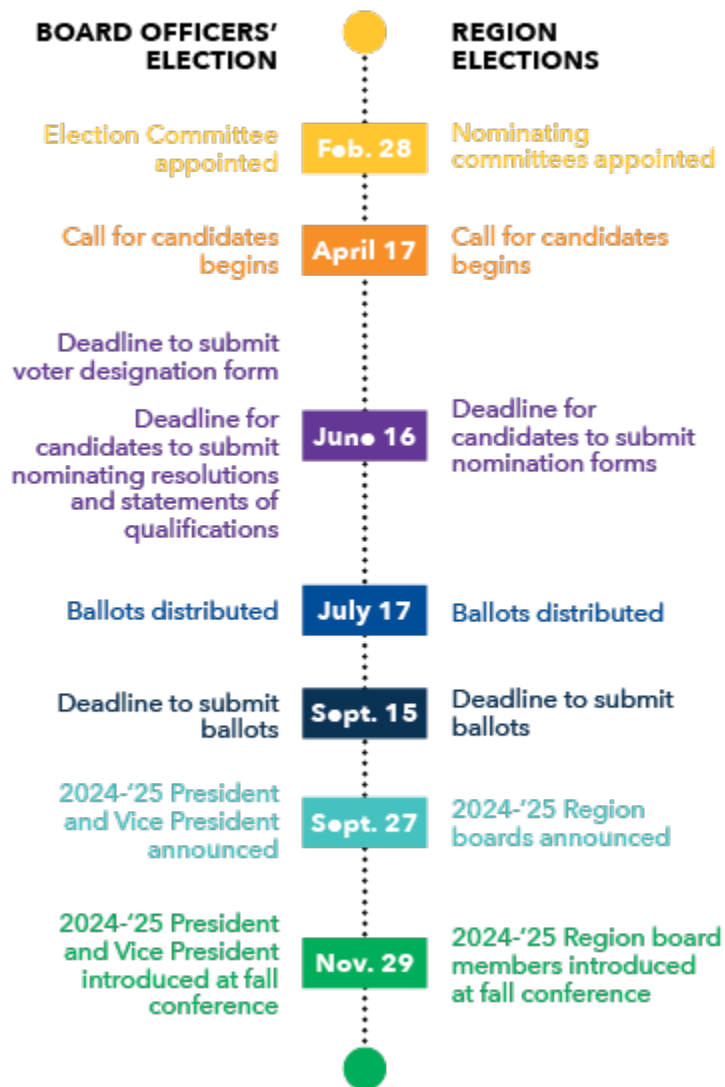 BOARD OFFICERS'
ELECTION
REGION
ELECTIONS
Election Committee
appointed
Feb. 28
Nominating
committees appointed
Call for candidates
begins
April 17
Call for candidates
begins
Deadline to submit
voter designation form
Deadline for
candidates to submit
nominating resolutions
and statements of
qualifications
June 16
Deadline for
candidates to submit
nomination forms
Ballots distributed
July 17
Ballots distributed
Deadline to submit
ballots
Sept. 15
Deadline to submit
ballots
2024-'25 President
and Vice President
announced
Sept. 27
2024-'25 Region
boards announced
2024-'25 President
and Vice President
introduced at fall
conference
Nov. 29
2024-'25 Region board
members introduced
at fall conference